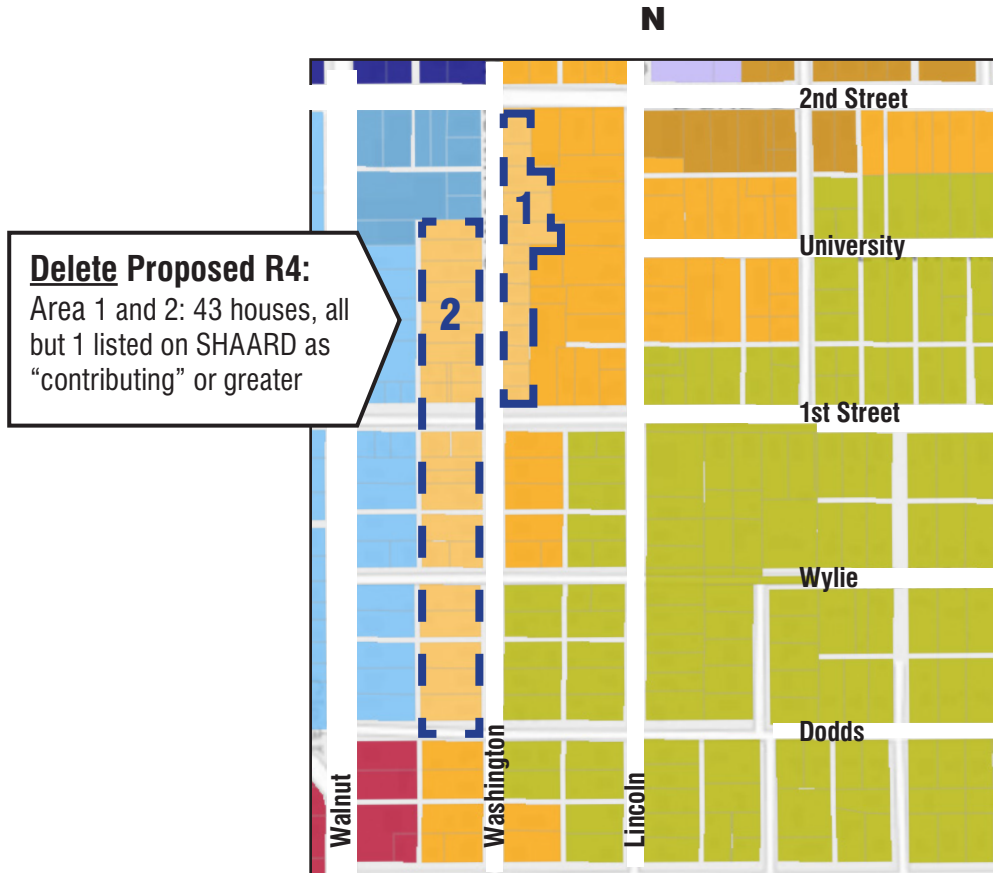 N
2nd Street
1
University
Delete Proposed R4:
Area 1 and 2: 43 houses, all
but 1 listed on SHAARD as
“contributing” or greater
2
1st Street
Wylie
Dodds
Walnut
Washington
Lincoln